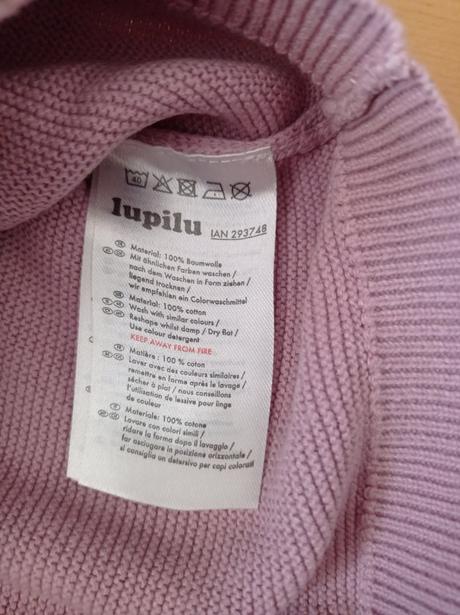 40
lupilu IAN 293748
Material: 100% Baumwolle
Mit ähnlichen Farben waschen /
nach dem Waschen in Form ziehen /
liegend trocknen /
wir empfehlen ein Colorwaschmittel
Material: 100% cotton
Wash with similar colours /
Reshape whilst damp / Dry flat /
Use colour detergent
KEEP AWAY FROM FIRE
Matière : 100 % coton
Laver avec des couleurs similaires /
remettre en forme après le lavage /
sécher à plat / nous conseillons
l'utilisation de lessive pour linge
de couleur
Materiale: 100% cotone
Lavare con colori simili /
ridare la forma dopo il lavaggio /
far asciugare in posizione orizzontale /
si consiglia un detersivo per capi colorati